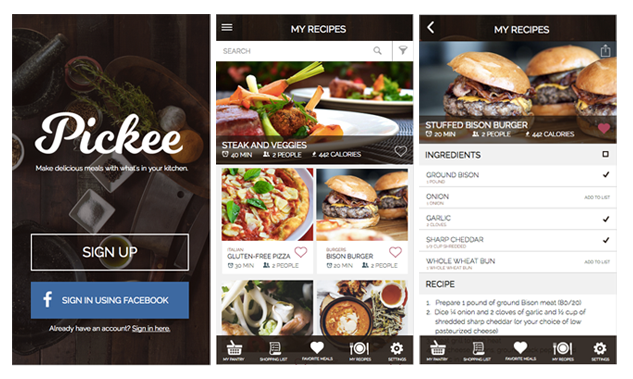 Pickee
Make delicious meals with what's in your kitchen.
SIGN UP
f SIGN IN USING FACEBOOK
Already have an account? Sign in here.
MY RECIPES
SEARCH
STEAK AND VEGGIES
40 MIN 2 PEOPLE 442 CALORIES
ITALIAN
GLUTEN-FREE PIZZA
30 MIN 2 PEOPLE
BURGERS
BISON BURGER
20 MIN 2 PEOPLE
MY PANTRY SHOPPING LIST FAVORITE MEALS MY RECIPES SETTINGS
MY RECIPES
STUFFED BISON BURGER
20 MIN 2 PEOPLE 442 CALORIES
INGREDIENTS
GROUND BISON
1 POUND
ONION ADD TO LIST
1 ONION
GARLIC
2 CLOVES
SHARP CHEDDAR
1/2 CUP SHREDDED
WHOLE WHEAT BUN ADD TO LIST
1 WHOLE WHEAT BUN
RECIPE
1. Prepare 1 pound of ground Bison meat (80/20)
2. Dice ¼ onion and 2 cloves of garlic and ½ cup of
shredded sharp cheddar (or your choice of low
pasteurized cheese)
MY PANTRY SHOPPING LIST FAVORITE MEALS MY RECIPES SETTINGS